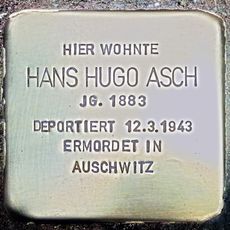 HIER WOHNTE
HANS HUGO ASCH
JG. 1883
DEPORTIERT 12.3.1943
ERMORDET IN
AUSCHWITZ